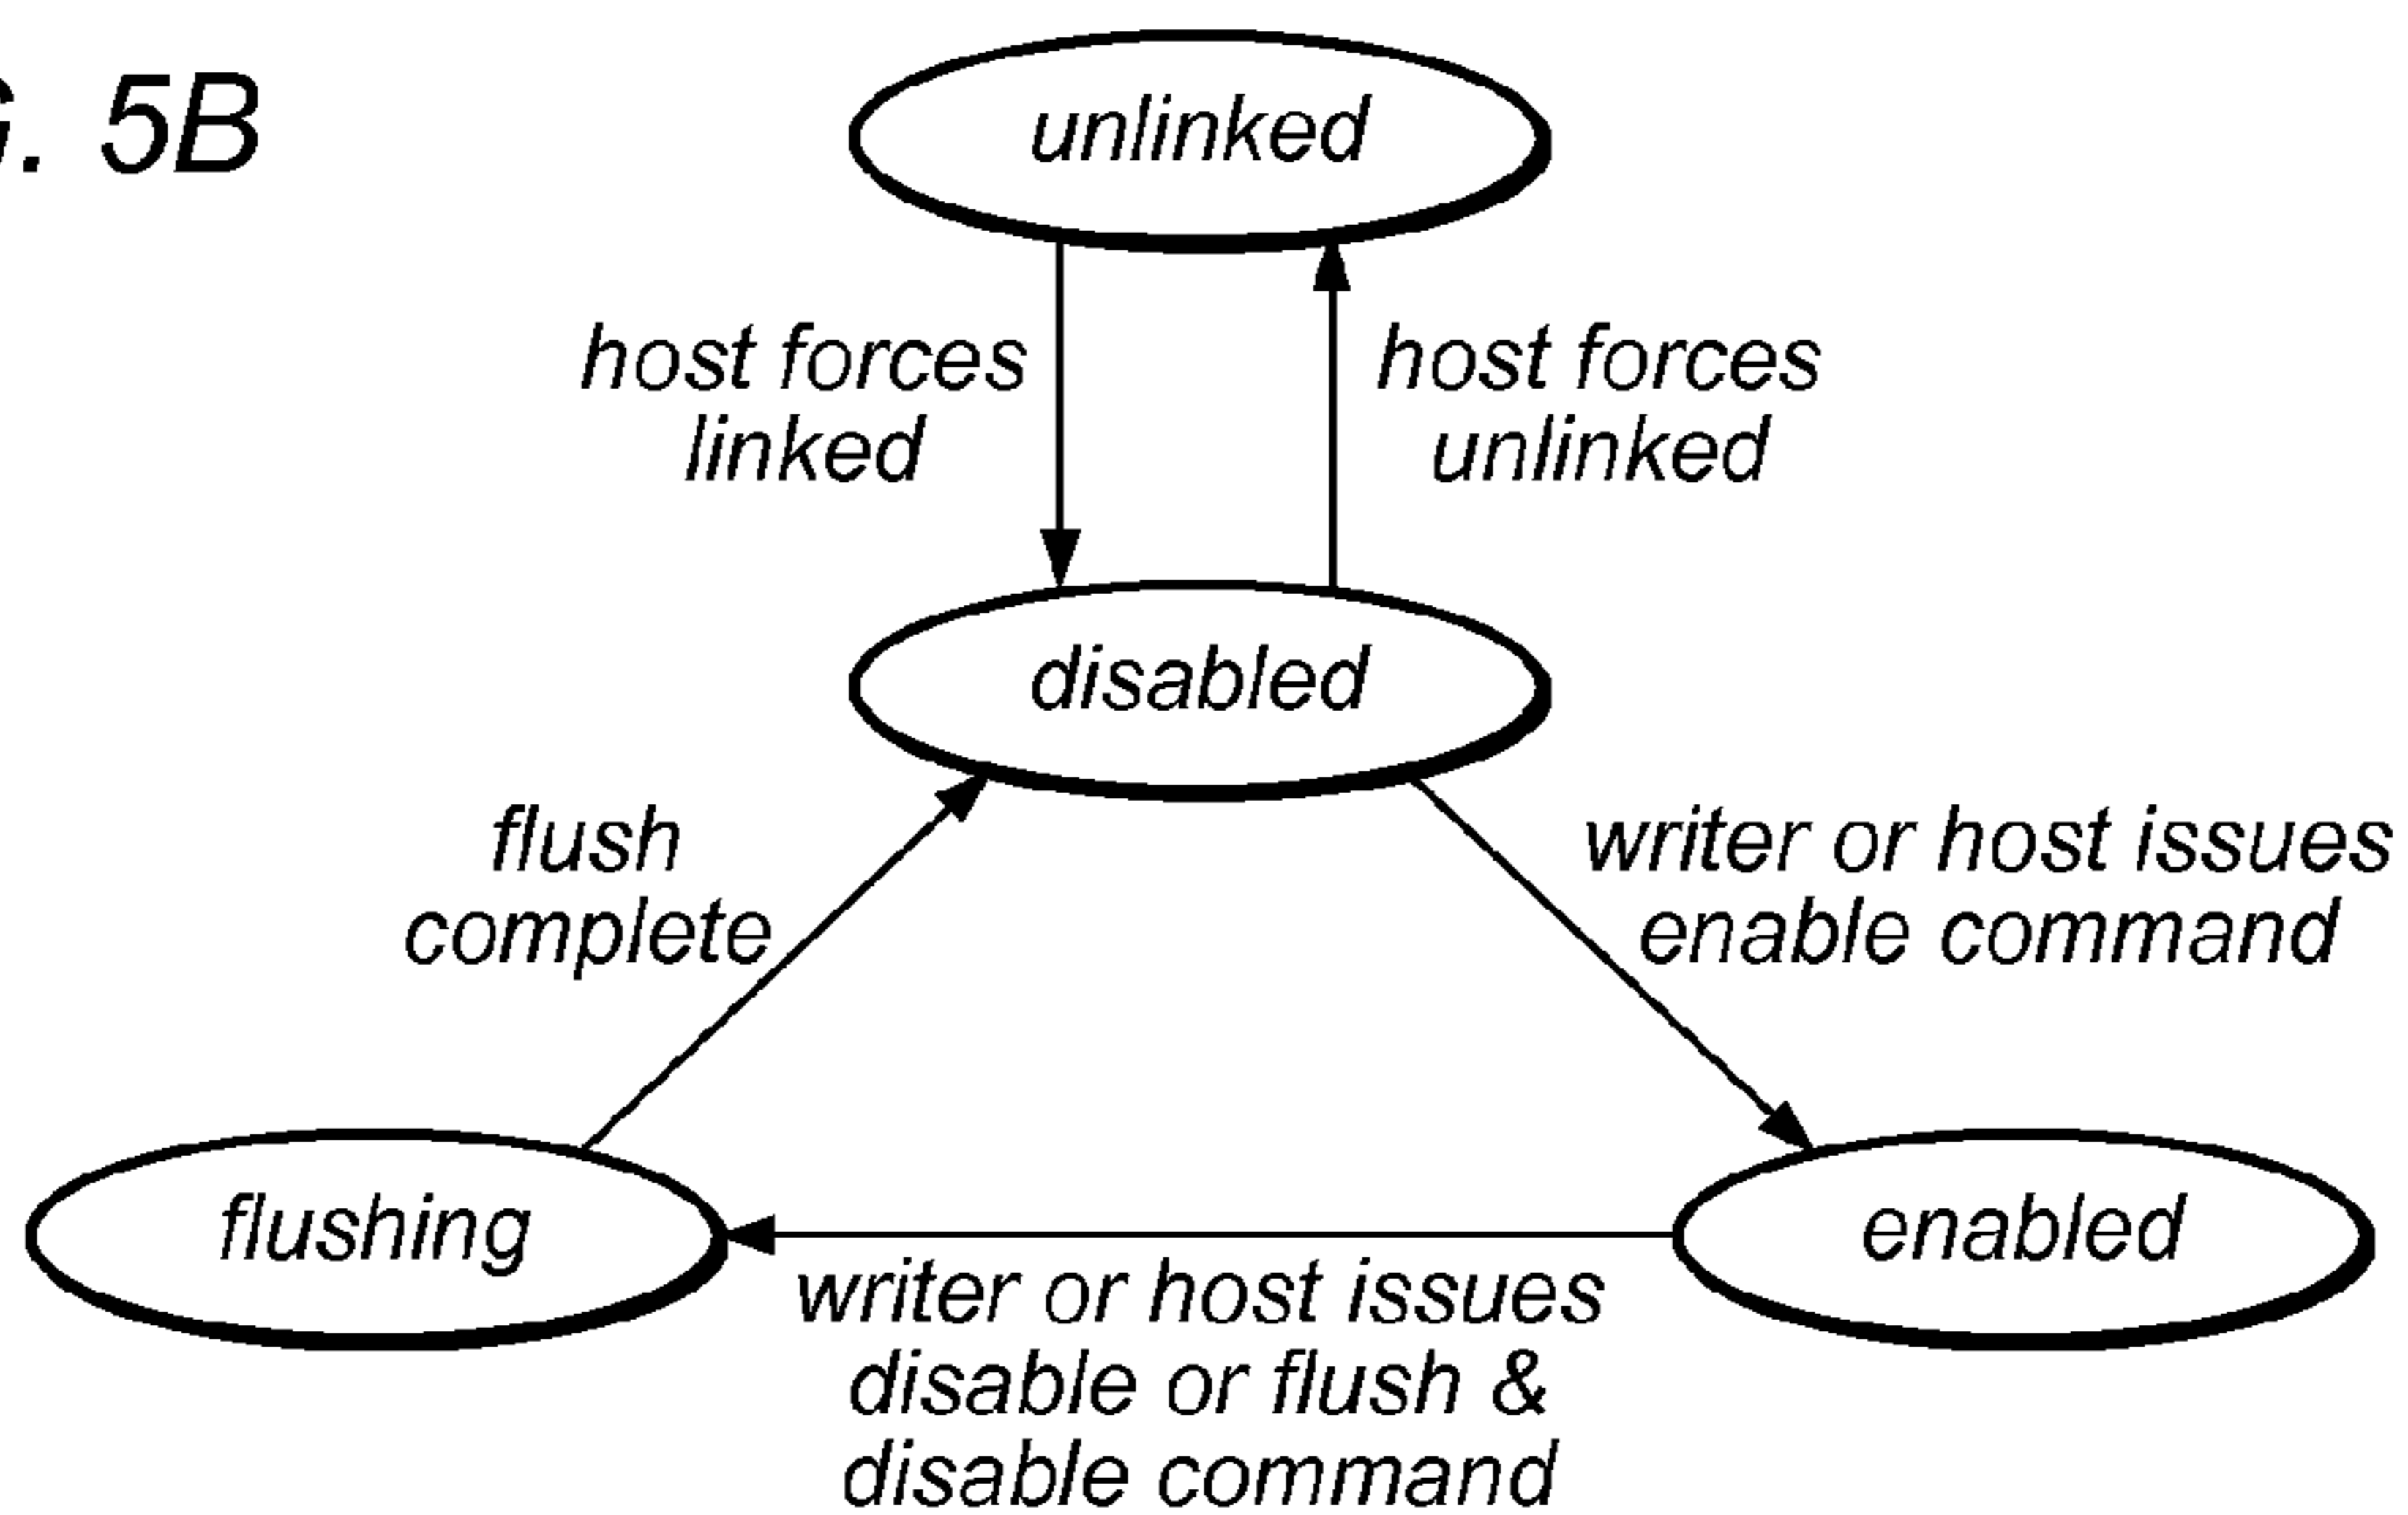 G. 5B
unlinked
host forces
linked
host forces
unlinked
disabled
flush
complete
writer or host issues
enable command
flushing
enabled
writer or host issues
disable or flush &
disable command